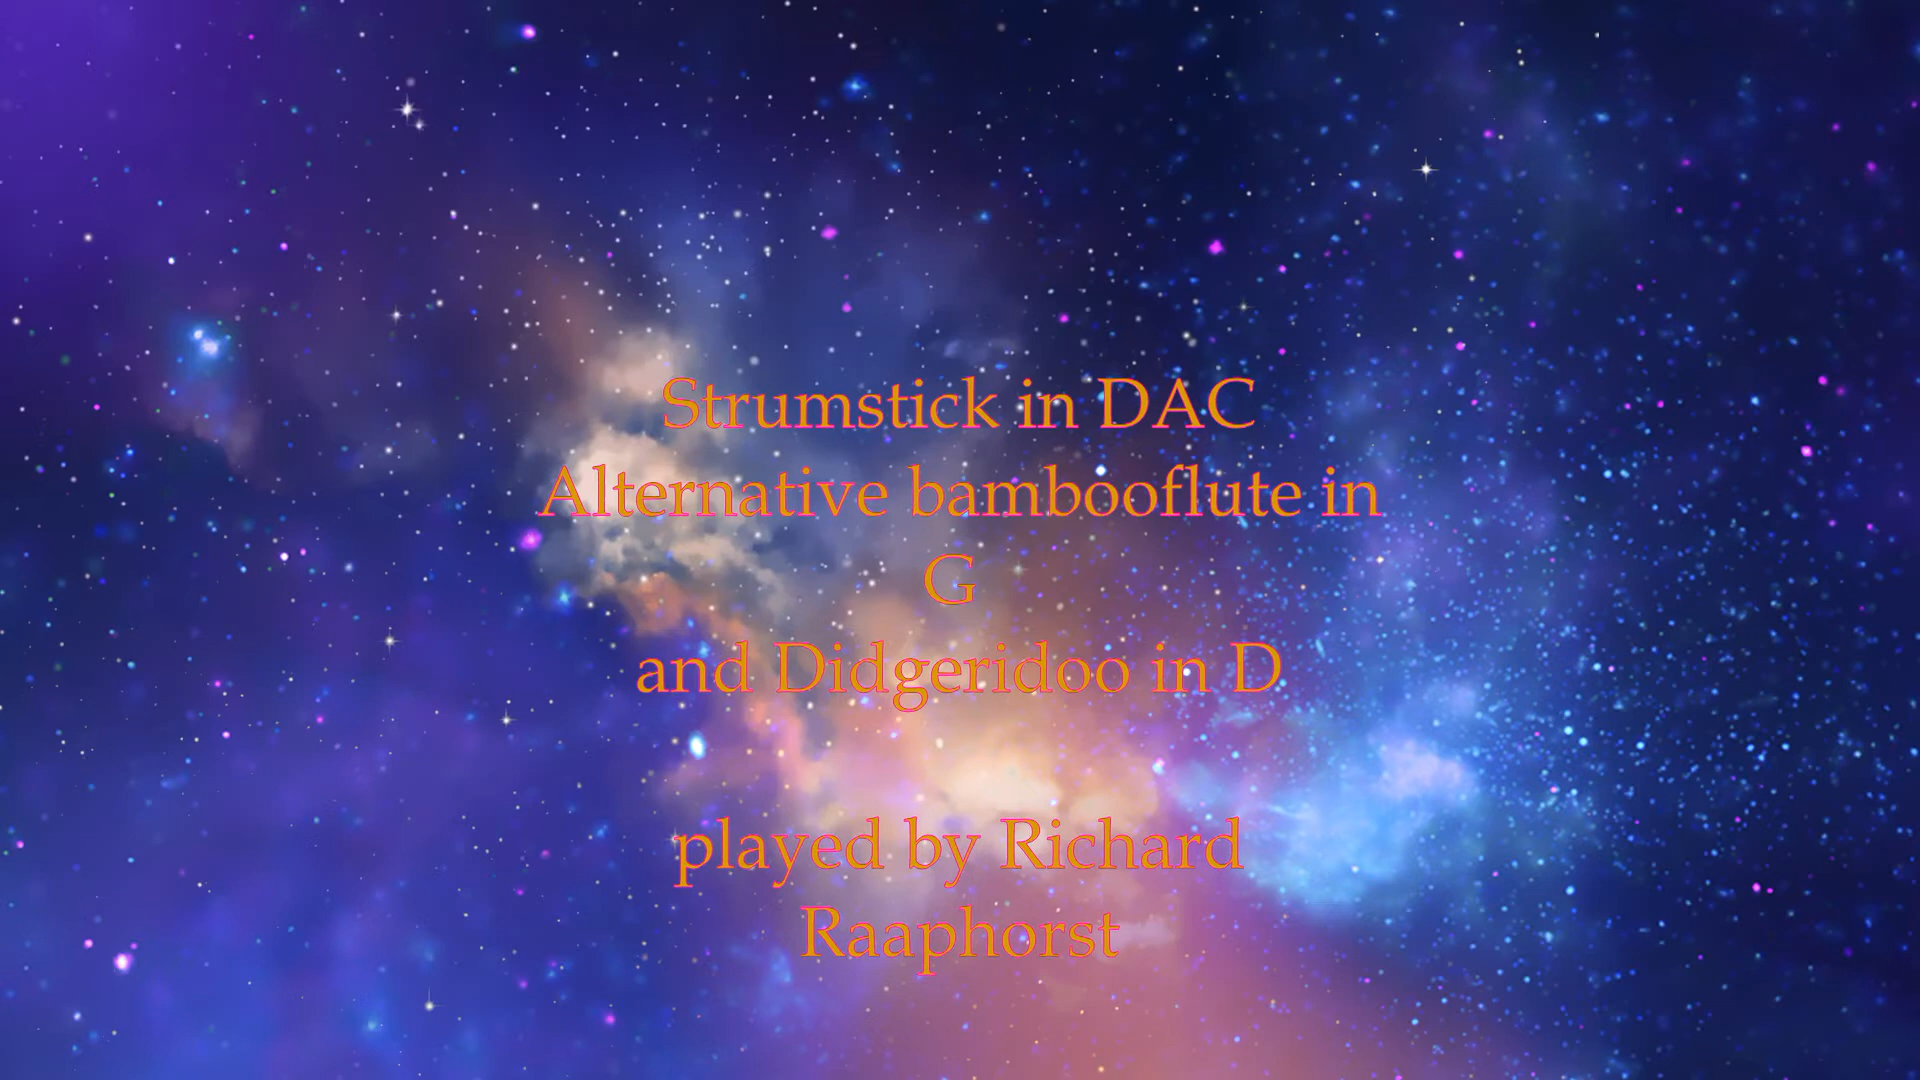 Strumstick in DAC
Alternative bambooflute in
G
and Didgeridoo in D
played by Richard
Raaphorst